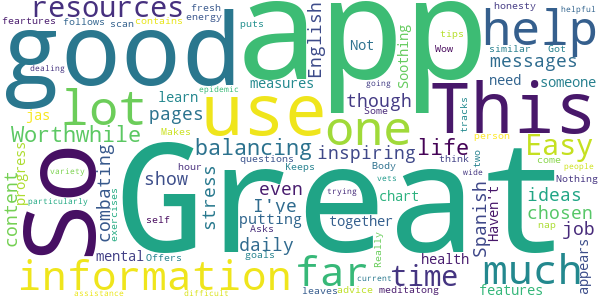 resources
fresh
energy
feartures
follows
scan
contains
puts
app
English
Not
Soothing
Wow
tips
honesty
help
similar
Got
helpful
messages
good
dealing
epidemic
measures
going
Some
This
need
someone
jas
lot
learn
pages
use
though
one
tracks
person
Easy
Worthwhile
balancing
inspiring
life
think
two
come
people
progress
content
variety
combating
Makes
hour
questions
Keeps
Body
vets
wide
Nothing
show
stress
even
I've
trying
chart
Spanish
Haven't
ideas
chosen
So
Great
particularly
exercises
self
putting
together
nap
job
mental
Offers
Asks
daily
goals
far
Really
health
time
much
appears
information
leaves
advice
current
meditatong
features
assistance
difficult